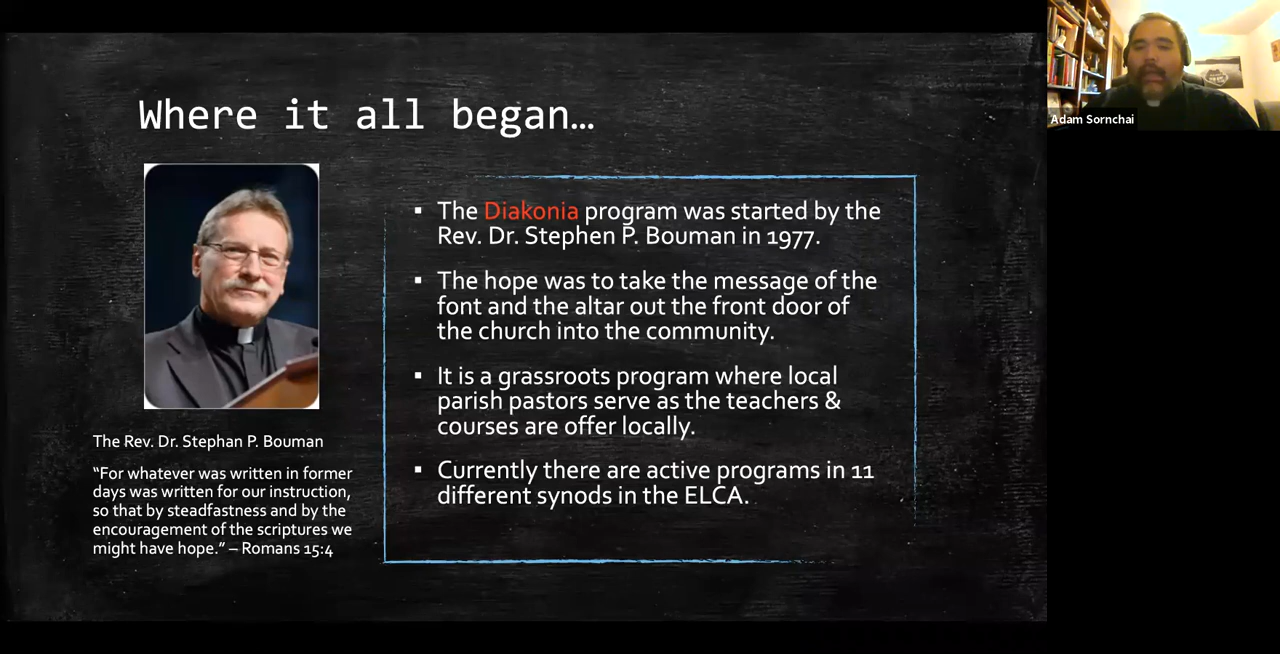 Where it all began…
▪ The Diakonia program was started by the
Rev. Dr. Stephen P. Bouman in 1977.
▪ The hope was to take the message of the
font and the altar out the front door of
the church into the community.
▪ It is a grassroots program where local
parish pastors serve as the teachers &
courses are offer locally.
▪ Currently there are active programs in 11
different synods in the ELCA.
The Rev. Dr. Stephan P. Bouman
“For whatever was written in former
days was written for our instruction,
so that by steadfastness and by the
encouragement of the scriptures we
might have hope.” – Romans 15:4
Adam Sornchai